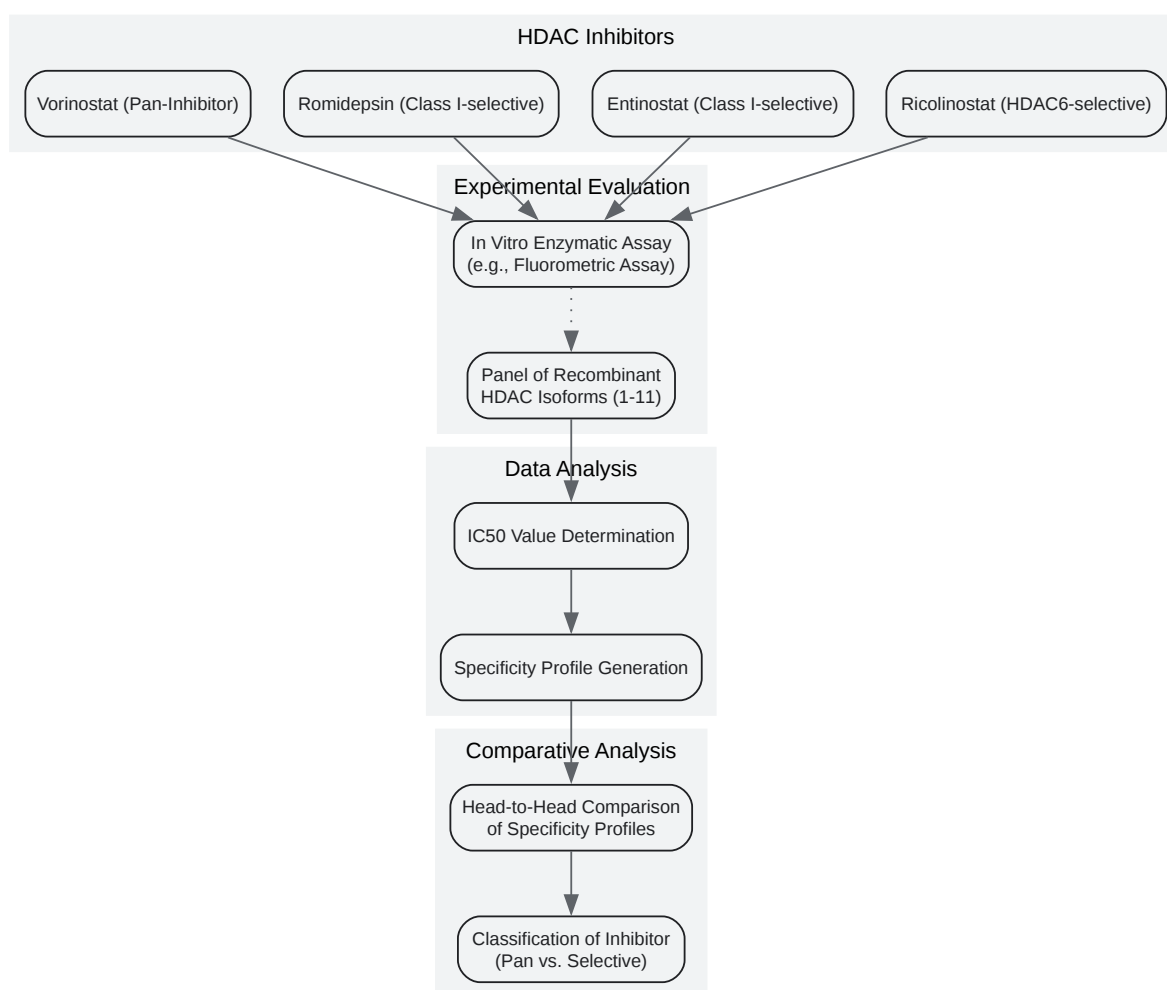 HDAC Inhibitors
Vorinostat (Pan-Inhibitor)
Romidepsin (Class I-selective)
Entinostat (Class I-selective)
Ricolinostat (HDAC6-selective)
Experimental Evaluation
In Vitro Enzymatic Assay
(e.g., Fluorometric Assay)
Panel of Recombinant
HDAC Isoforms (1-11)
Data Analysis
IC50 Value Determination
Specificity Profile Generation
Comparative Analysis
Head-to-Head Comparison
of Specificity Profiles
Classification of Inhibitor
(Pan vs. Selective)